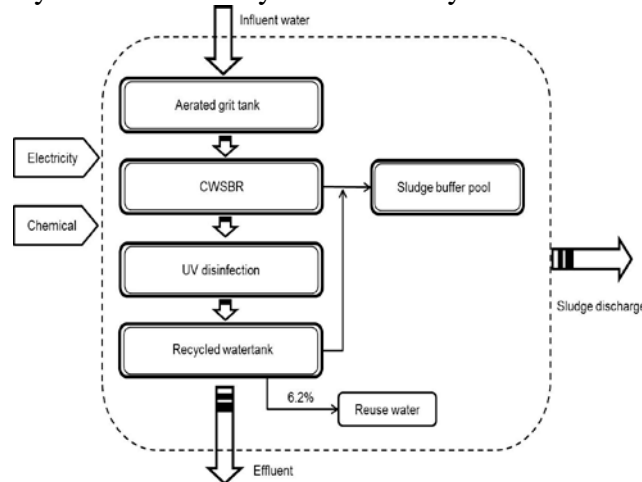 Influent water
Aerated grit tank
Electricity
CWSBR
Sludge buffer pool
Chemical
UV disinfection
Sludge discharge
Recycled watertank
6.2%
Reuse water
Effluent